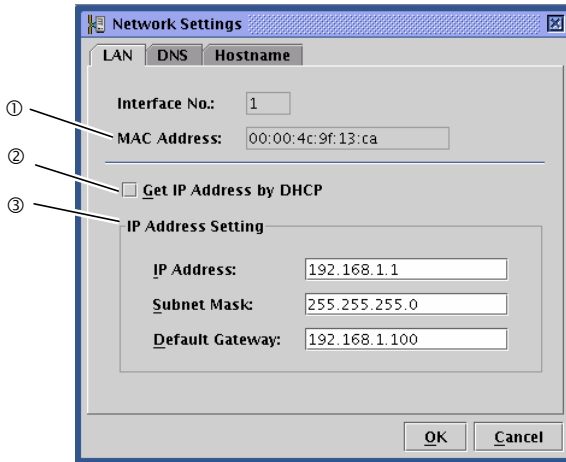 Network Settings
LAN DNS Hostname
Interface No.: 1
① MAC Address: 00:00:4c:9f:13:ca
② Get IP Address by DHCP
③ IP Address Setting
IP Address: 192.168.1.1
Subnet Mask: 255.255.255.0
Default Gateway: 192.168.1.100
OK Cancel